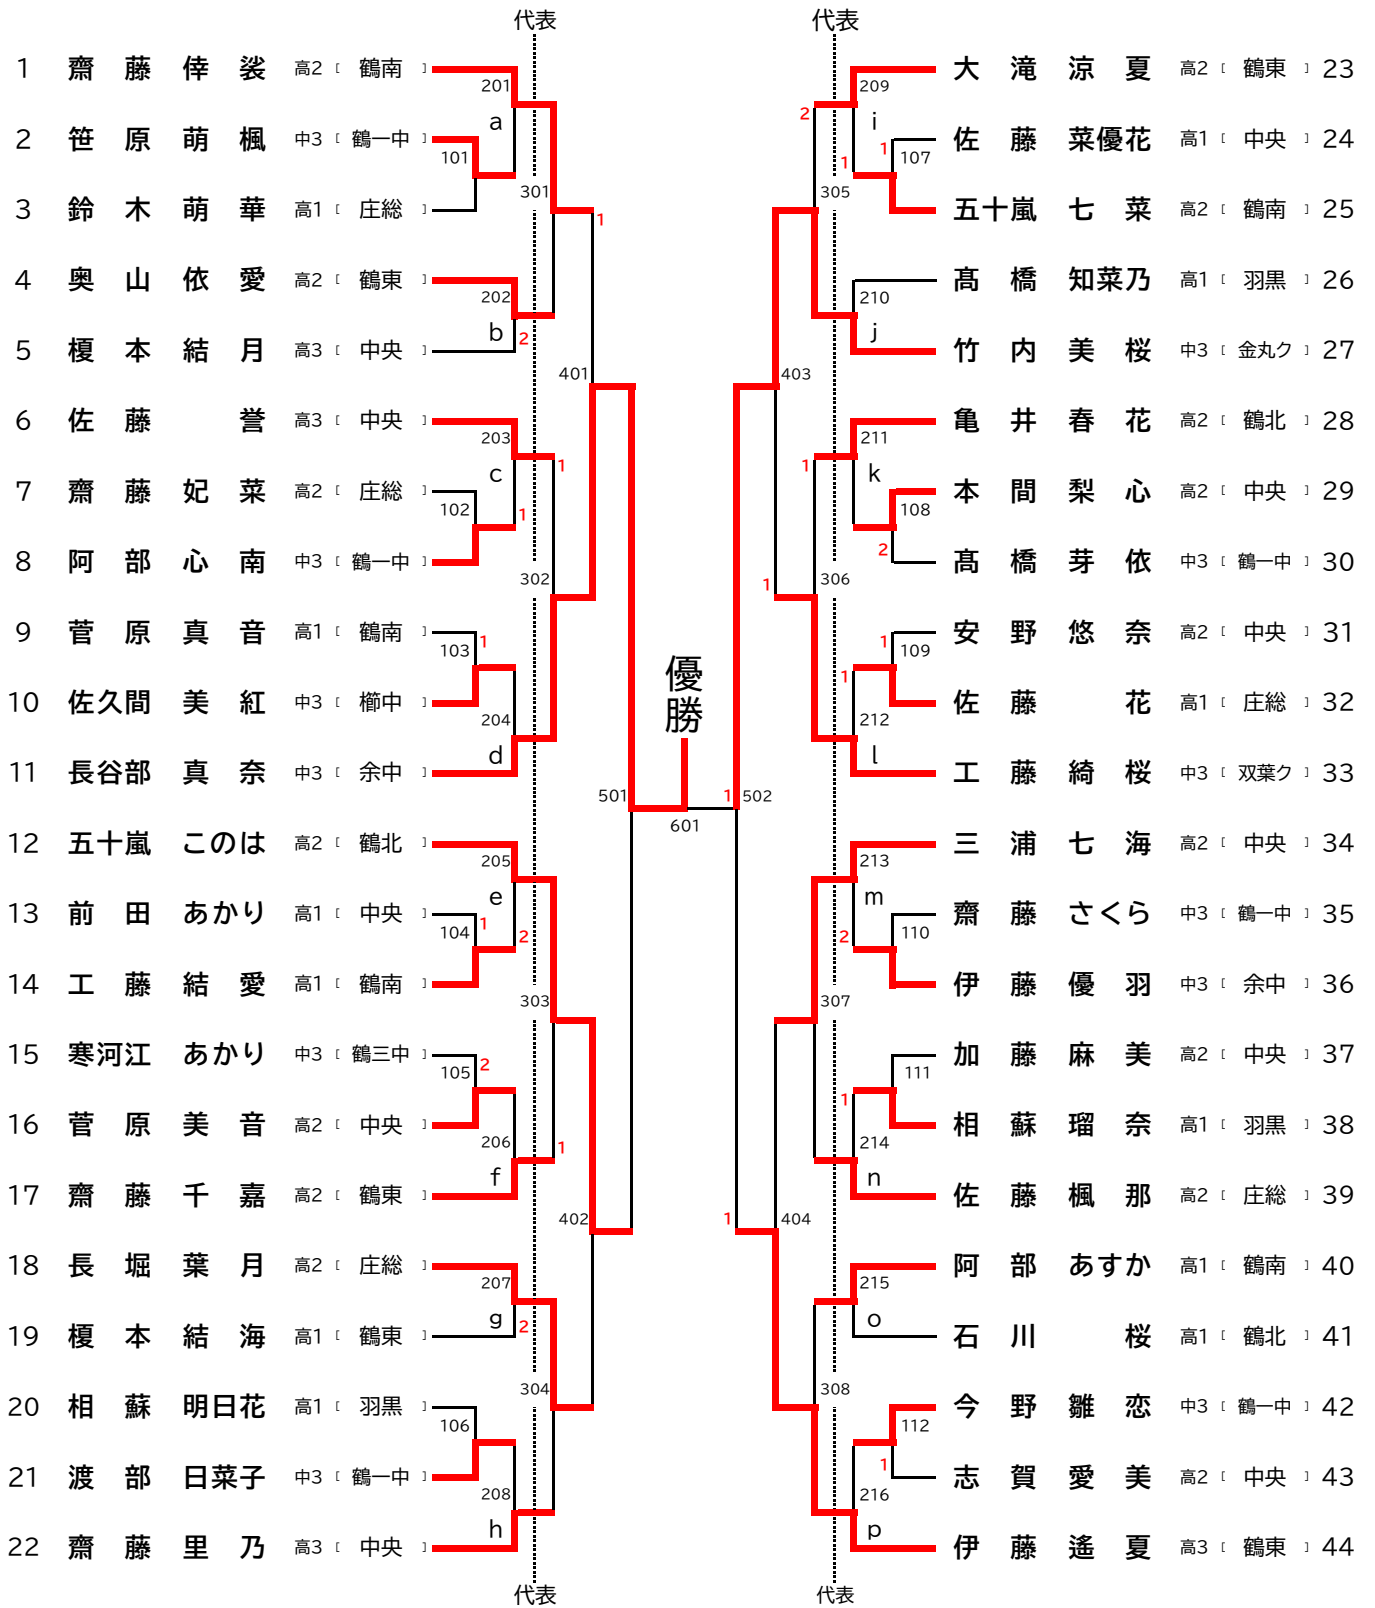 代表 代表
1 齋藤倖裟 高2 [ 鶴南 ] 201 209 大滝涼夏 高2 [ 鶴東 ] 23
2 a i
2 笹原萌楓 中3 [ 鶴一中 ] 101 1 107 佐藤菜優花 高1 [ 中央 ] 24
1
301 305
3 鈴木萌華 高1 [ 庄総 ] 1 五十嵐七菜 高2 [ 鶴南 ] 25
4 奥山依愛 高2 [ 鶴東 ] 202 210 髙橋知菜乃 高1 [ 羽黒 ] 26
b 2 j
5 榎本結月 高3 [ 中央 ] 竹内美桜 中3 [ 金丸ク ] 27
401 403
6 佐藤誉 高3 [ 中央 ] 203 211 亀井春花 高2 [ 鶴北 ] 28
c 1 1 k
7 齋藤妃菜 高2 [ 庄総 ] 102 1 108 本間梨心 高2 [ 中央 ] 29
2
8 阿部心南 中3 [ 鶴一中 ] 302 1 306 髙橋芽依 中3 [ 鶴一中 ] 30
9 菅原真音 高1 [ 鶴南 ] 103 1 1 109 安野悠奈 高2 [ 中央 ] 31
1
優勝
10 佐久間美紅 中3 [ 櫛中 ] 204 212 佐藤花 高1 [ 庄総 ] 32
d l
11 長谷部真奈 中3 [ 余中 ] 工藤綺桜 中3 [ 双葉ク ] 33
501 1 502
601
12 五十嵐このは 高2 [ 鶴北 ] 205 213 三浦七海 高2 [ 中央 ] 34
e m
13 前田あかり 高1 [ 中央 ] 104 1 2 2 110 齋藤さくら 中3 [ 鶴一中 ] 35
14 工藤結愛 高1 [ 鶴南 ] 303 307 伊藤優羽 中3 [ 余中 ] 36
15 寒河江あかり 中3 [ 鶴三中 ] 105 2 111 加藤麻美 高2 [ 中央 ] 37
1
16 菅原美音 高2 [ 中央 ] 206 1 214 相蘇瑠奈 高1 [ 羽黒 ] 38
f n
17 齋藤千嘉 高2 [ 鶴東 ] 佐藤楓那 高2 [ 庄総 ] 39
402 1 404
18 長堀葉月 高2 [ 庄総 ] 207 215 阿部あすか 高1 [ 鶴南 ] 40
g 2 o
19 榎本結海 高1 [ 鶴東 ] 石川桜 高1 [ 鶴北 ] 41
304 308
20 相蘇明日花 高1 [ 羽黒 ] 106 112 今野雛恋 中3 [ 鶴一中 ] 42
1
21 渡部日菜子 中3 [ 鶴一中 ] 208 216 志賀愛美 高2 [ 中央 ] 43
h p
22 齋藤里乃 高3 [ 中央 ] 伊藤遙夏 高3 [ 鶴東 ] 44
代表 代表